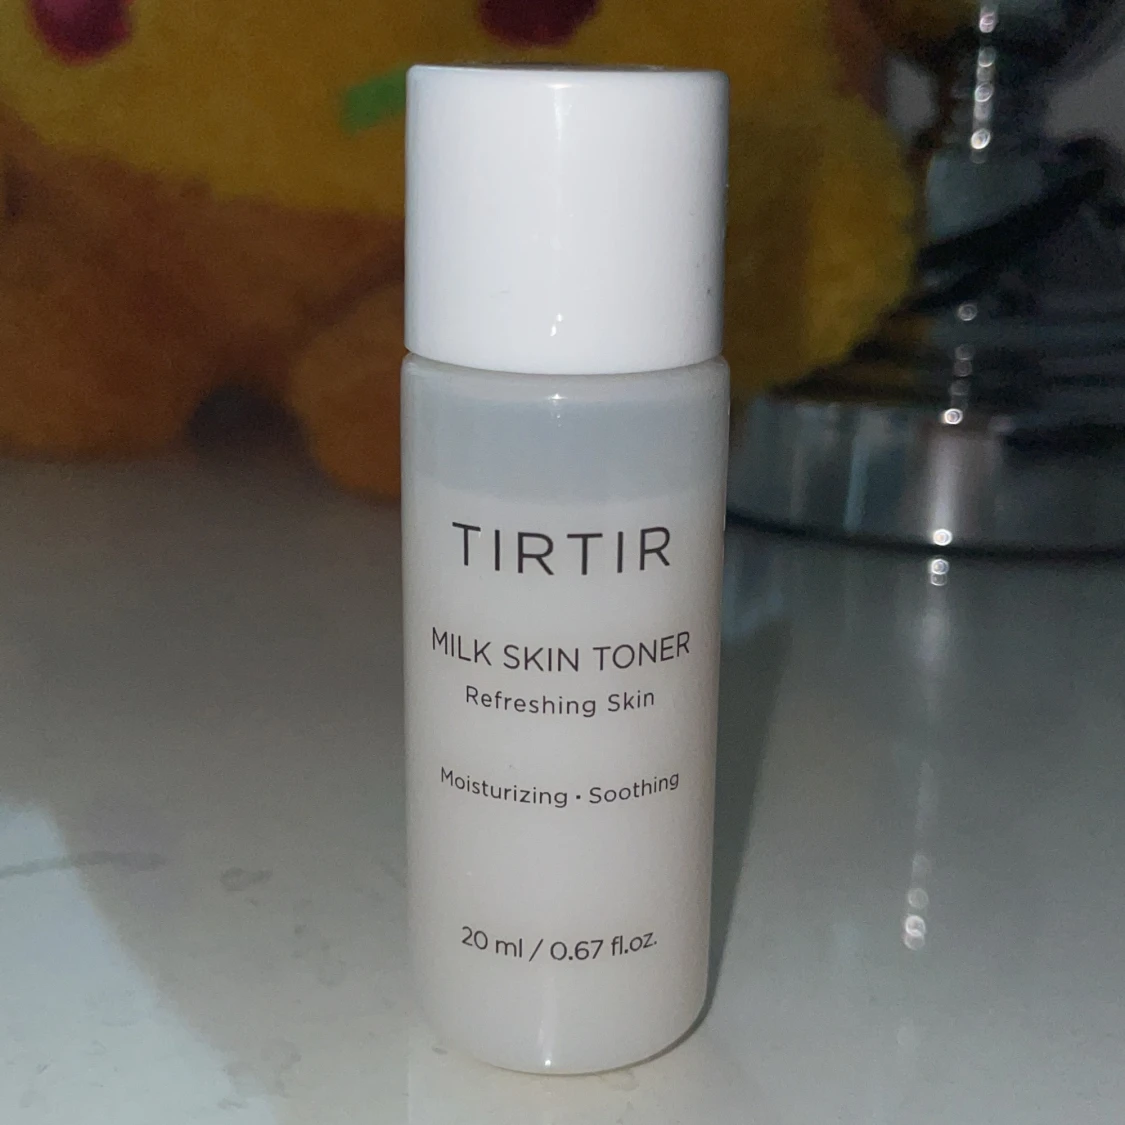 TIRTIR
MILK SKIN TONER
Refreshing Skin
Moisturizing · Soothing
20 ml / 0.67 fl.oz.